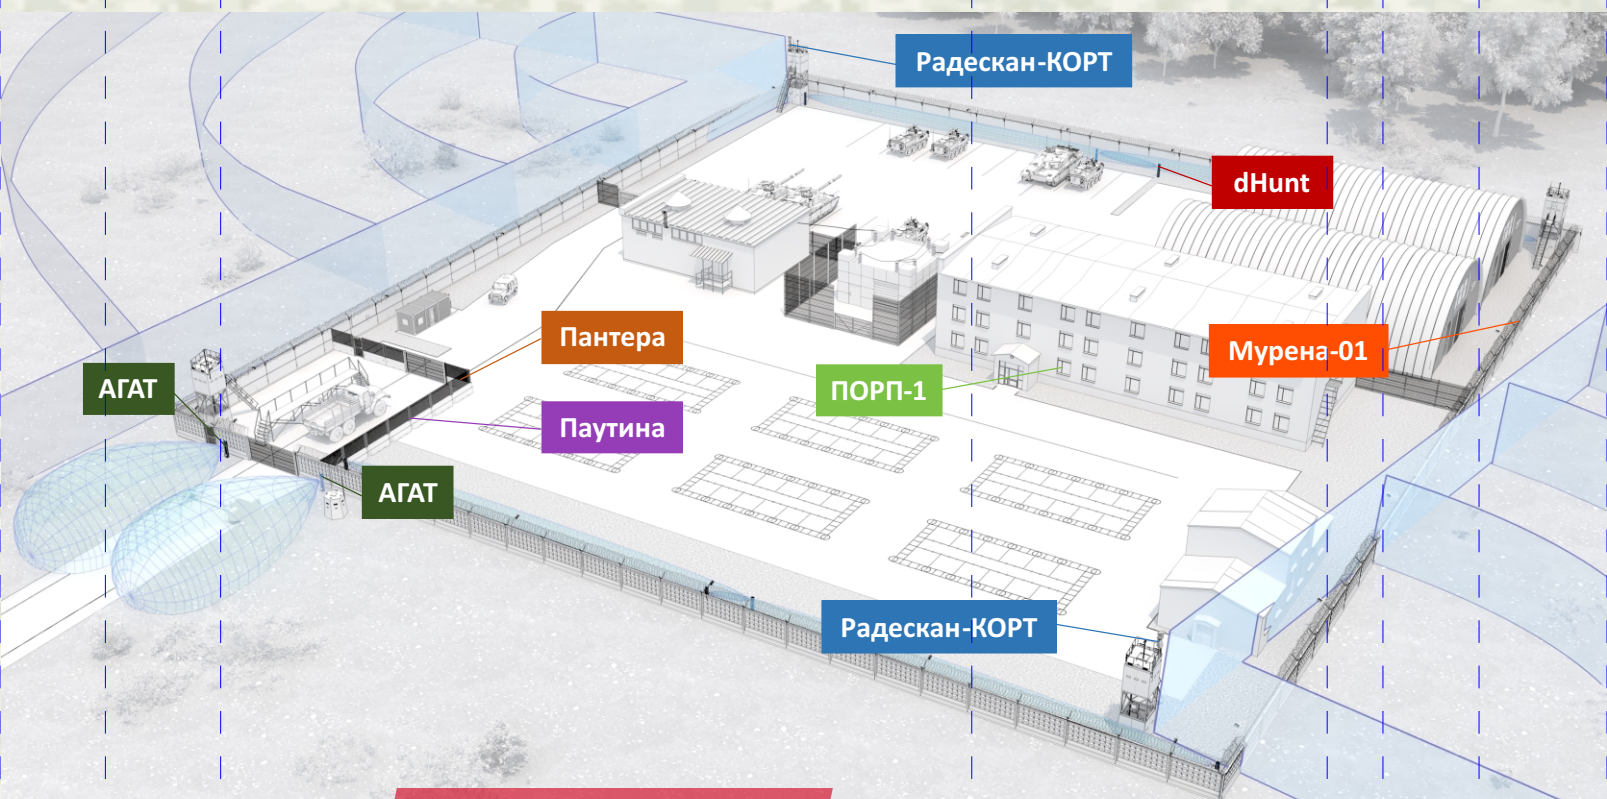 Радескан-КОРТ
dHunt
Пантера
Мурена-01
АГАТ
ПОРП-1
Паутина
АГАТ
Радескан-КОРТ